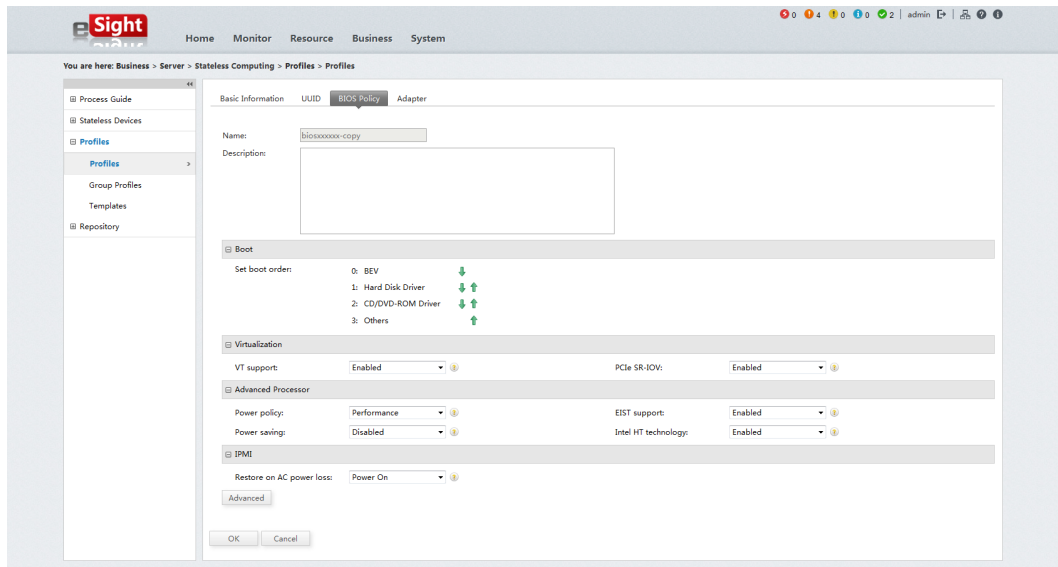 eSight
0 4 0 0 2 | admin
Home Monitor Resource Business System
You are here: Business > Server > Stateless Computing > Profiles > Profiles
Process Guide
Stateless Devices
Profiles
Profiles
Group Profiles
Templates
Repository
Basic Information UUID BIOS Policy Adapter
Name: biosxxxxxx-copy
Description:
Boot
Set boot order: 0: BEV
1: Hard Disk Driver
2: CD/DVD-ROM Driver
3: Others
Virtualization
VT support: Enabled PCIe SR-IOV: Enabled
Advanced Processor
Power policy: Performance EIST support: Enabled
Power saving: Disabled Intel HT technology: Enabled
IPMI
Restore on AC power loss: Power On
Advanced
OK Cancel